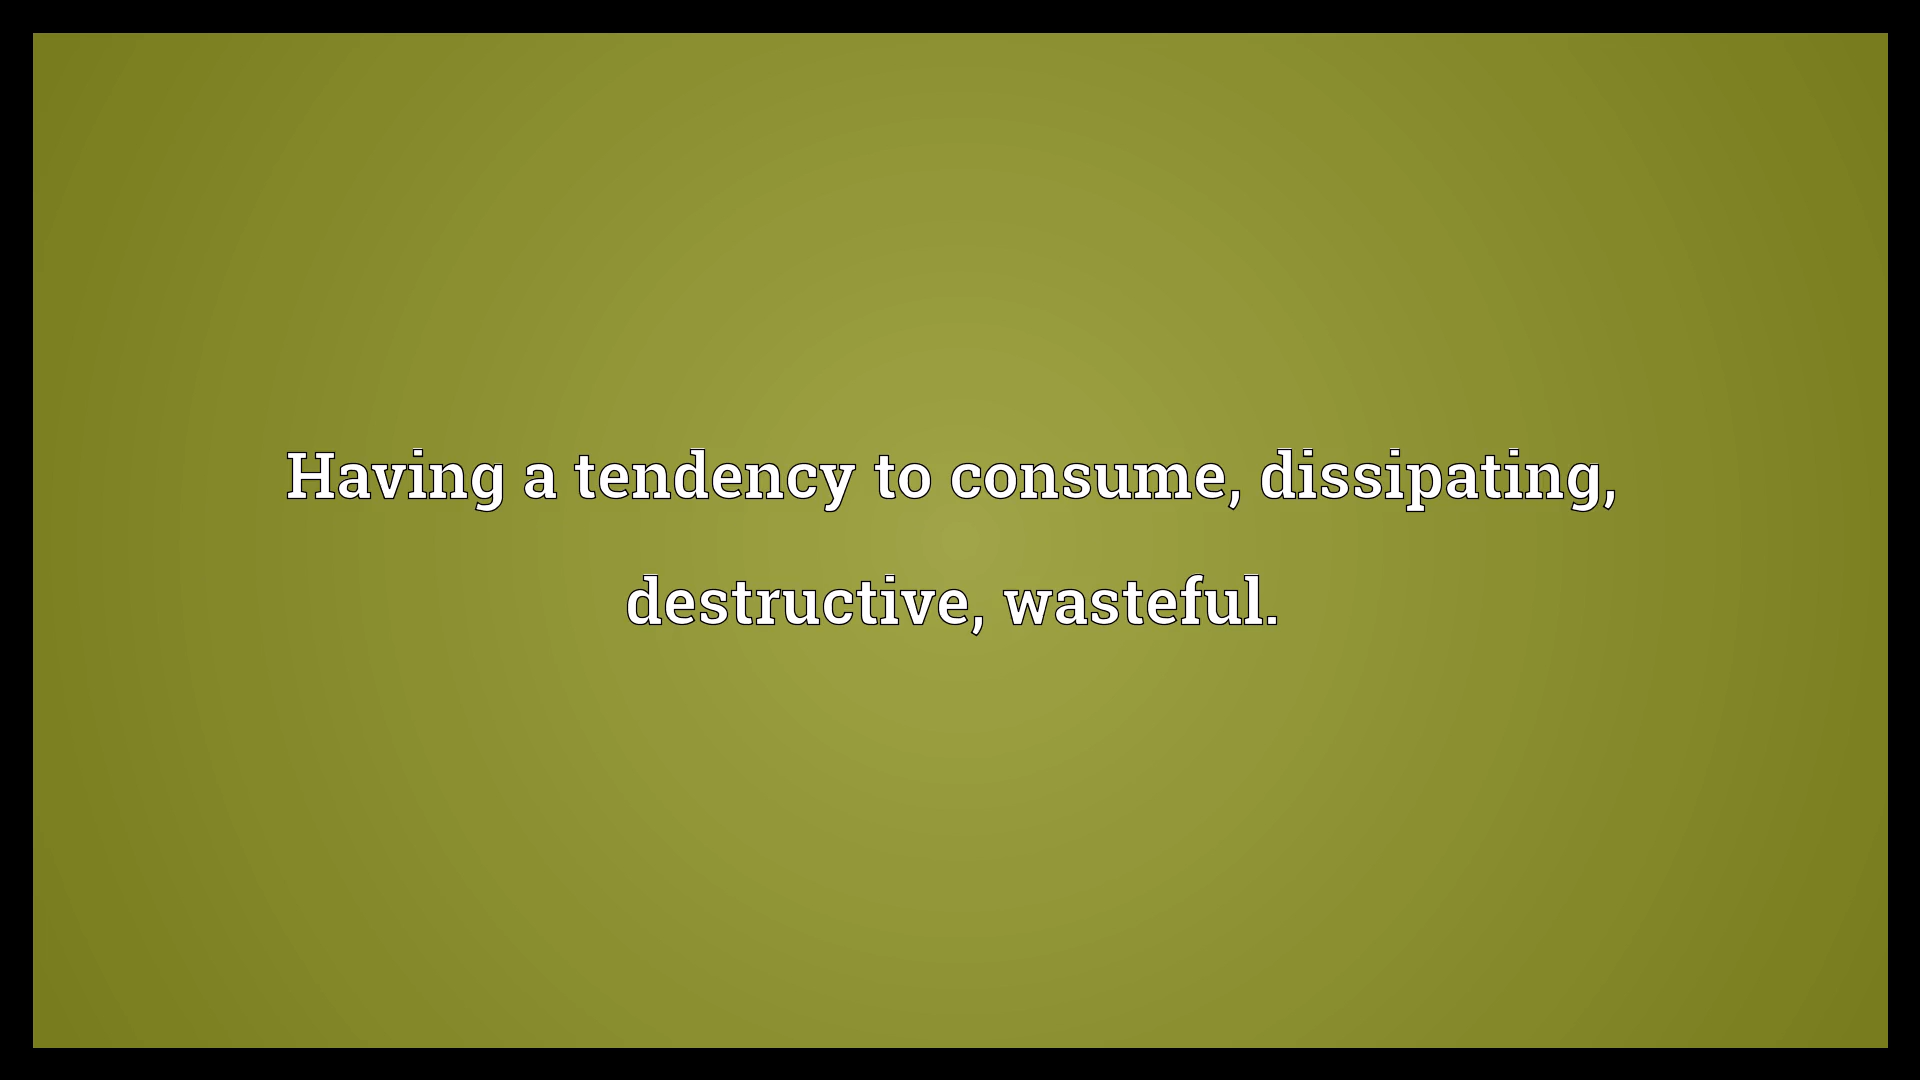 Having a tendency to consume, dissipating,
destructive, wasteful.